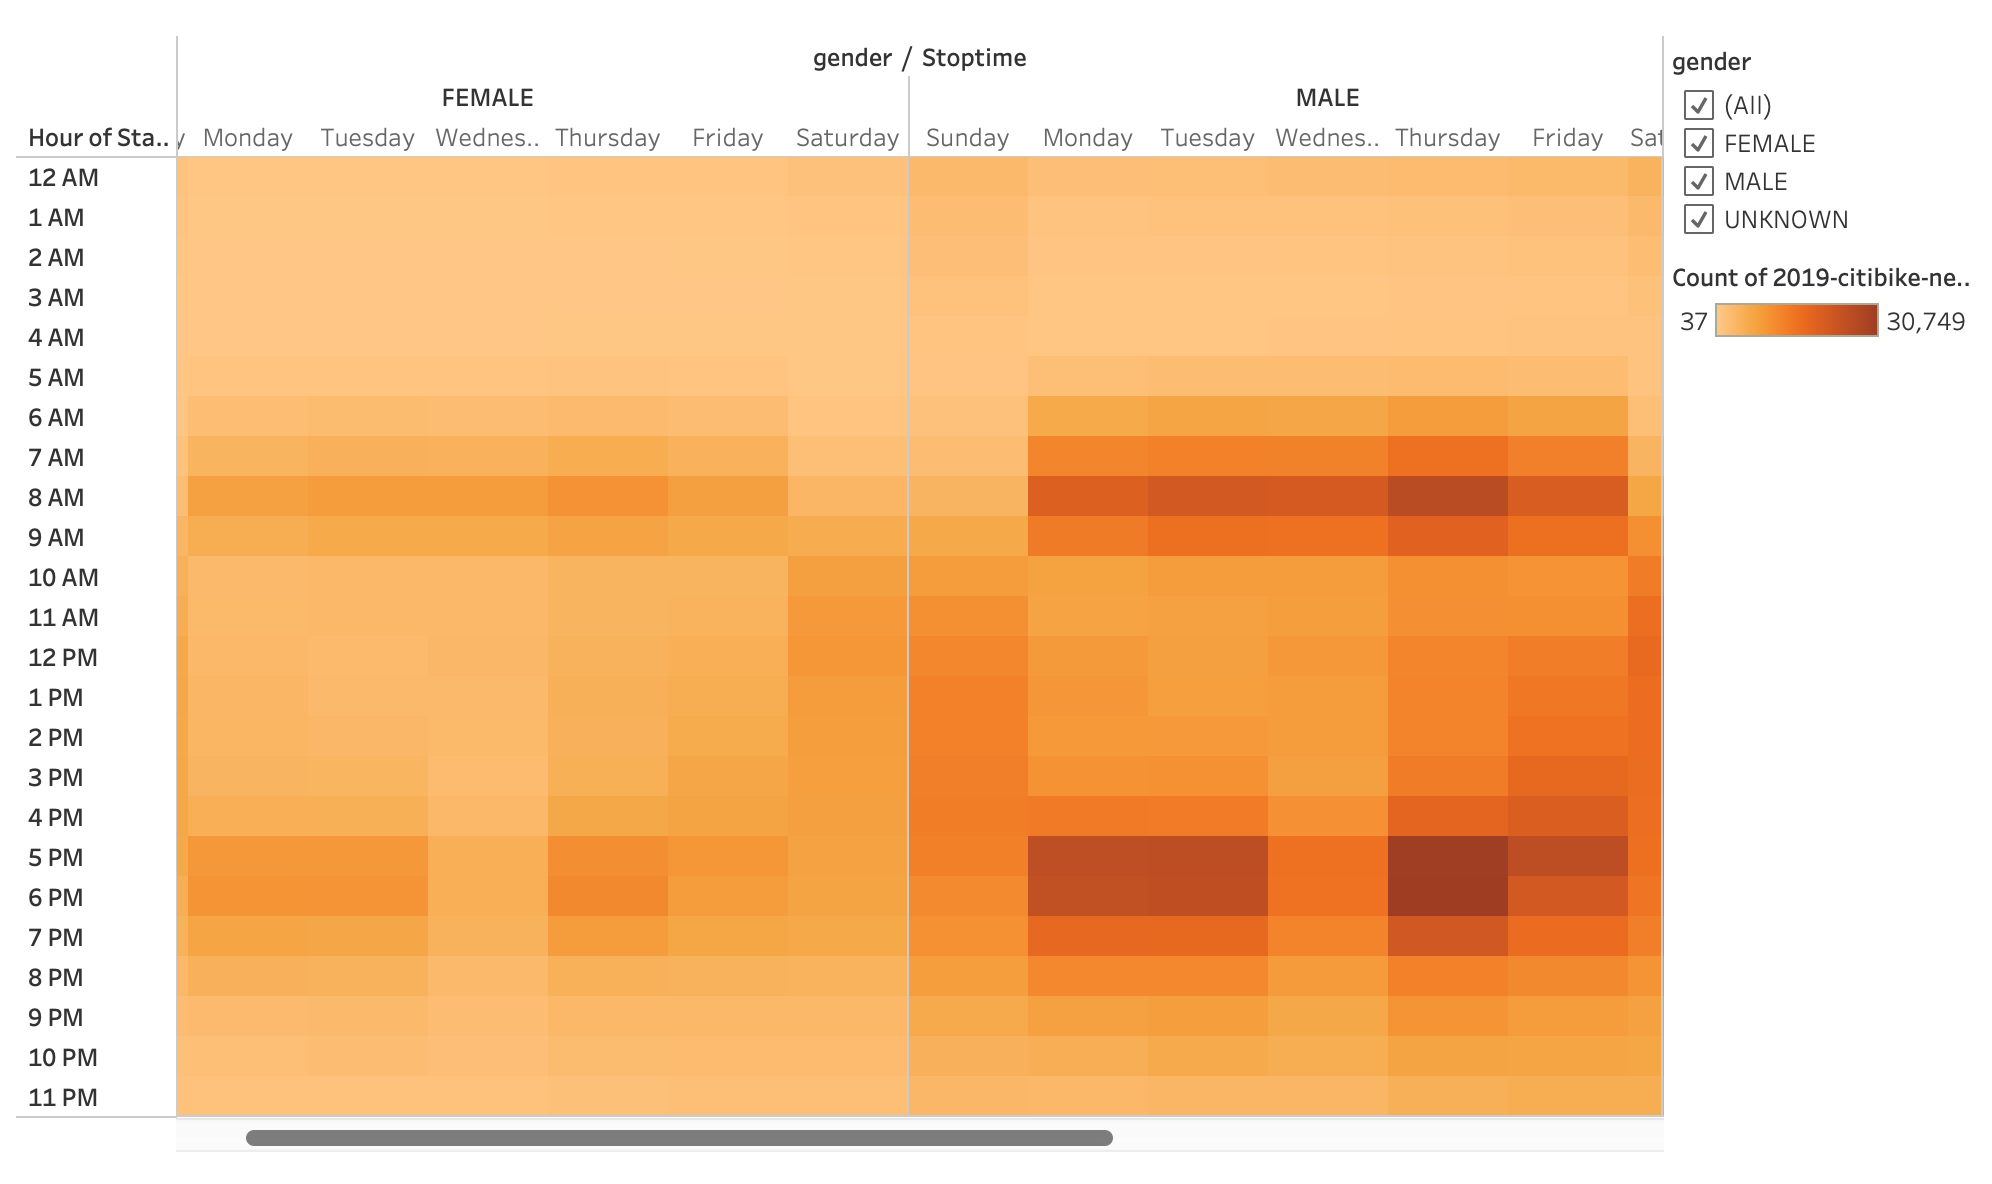 gender / Stoptime
FEMALE MALE
Hour of Sta.. y Monday Tuesday Wednes.. Thursday Friday Saturday Sunday Monday Tuesday Wednes.. Thursday Friday Sat
12 AM
1 AM
2 AM
3 AM
4 AM
5 AM
6 AM
7 AM
8 AM
9 AM
10 AM
11 AM
12 PM
1 PM
2 PM
3 PM
4 PM
5 PM
6 PM
7 PM
8 PM
9 PM
10 PM
11 PM
gender
(All)
FEMALE
MALE
UNKNOWN
Count of 2019-citibike-ne..
37 30,749